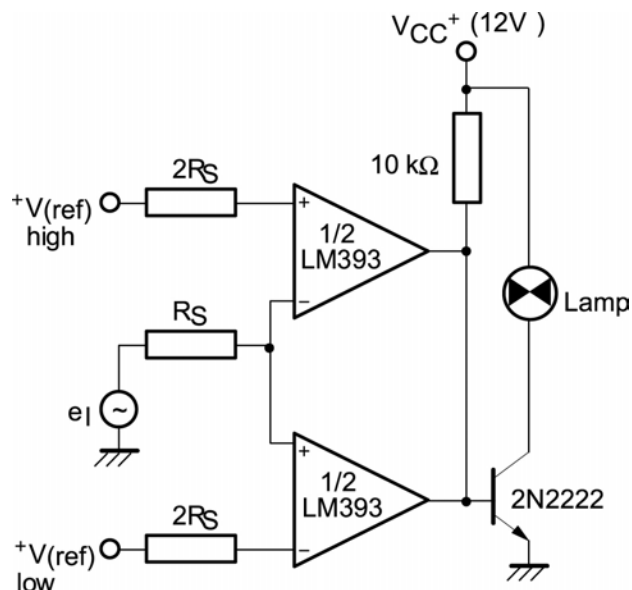 VCC+ (12V)
2RS
10 kΩ
+V(ref)
high
+
1/2
LM393
−
RS
Lamp
eI
~
+
1/2
LM393
−
2N2222
2RS
+V(ref)
low